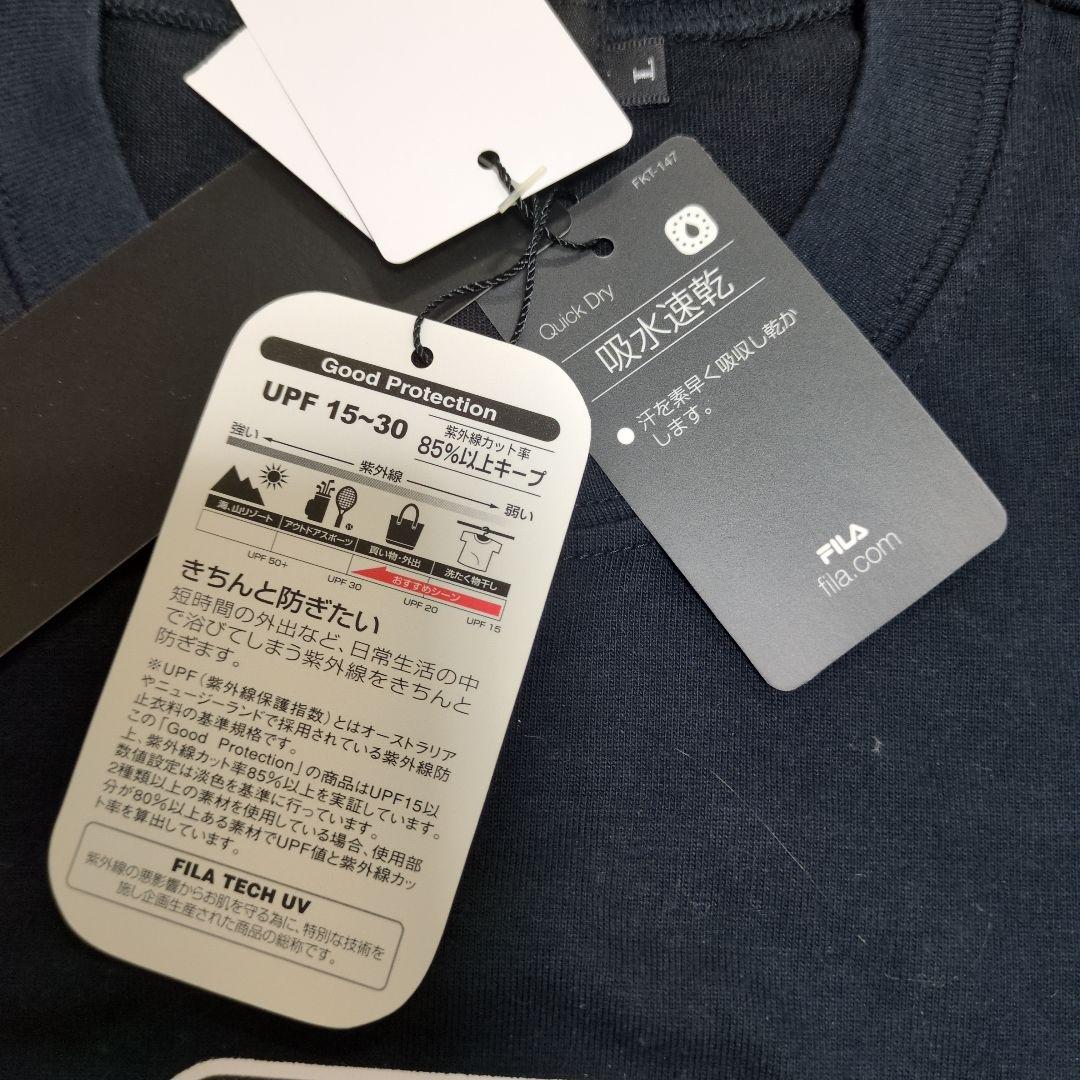 L
FKT-147
Quick Dry
吸水速乾
汗を素早く吸収し乾か
します。
FILA
fila.com
Good Protection
UPF 15~30
紫外線カット率
85%以上キープ
強い
紫外線
弱い
海、山リゾート
アウトドアスポーツ
買い物・外出
洗たく物干し
おすすめシーン
UPF 50+
UPF 30
UPF 20
UPF 15
きちんと防ぎたい
短時間の外出など、日常生活の中
で浴びてしまう紫外線をきちんと
防ぎます。
※UPF(紫外線保護指数)とはオーストラリア
やニュージーランドで採用されている紫外線防
止衣料の基準規格です。
この「Good Protection」の商品はUPF15以
上、紫外線カット率85%以上を実証しています。
数値設定は淡色を基準に行っています。
2種類以上の素材を使用している場合、使用部
分が80%以上ある素材でUPF値と紫外線カッ
ト率を算出しています。
FILA TECH UV
紫外線の悪影響からお肌を守る為に、特別な技術を
施し企画生産された商品の総称です。